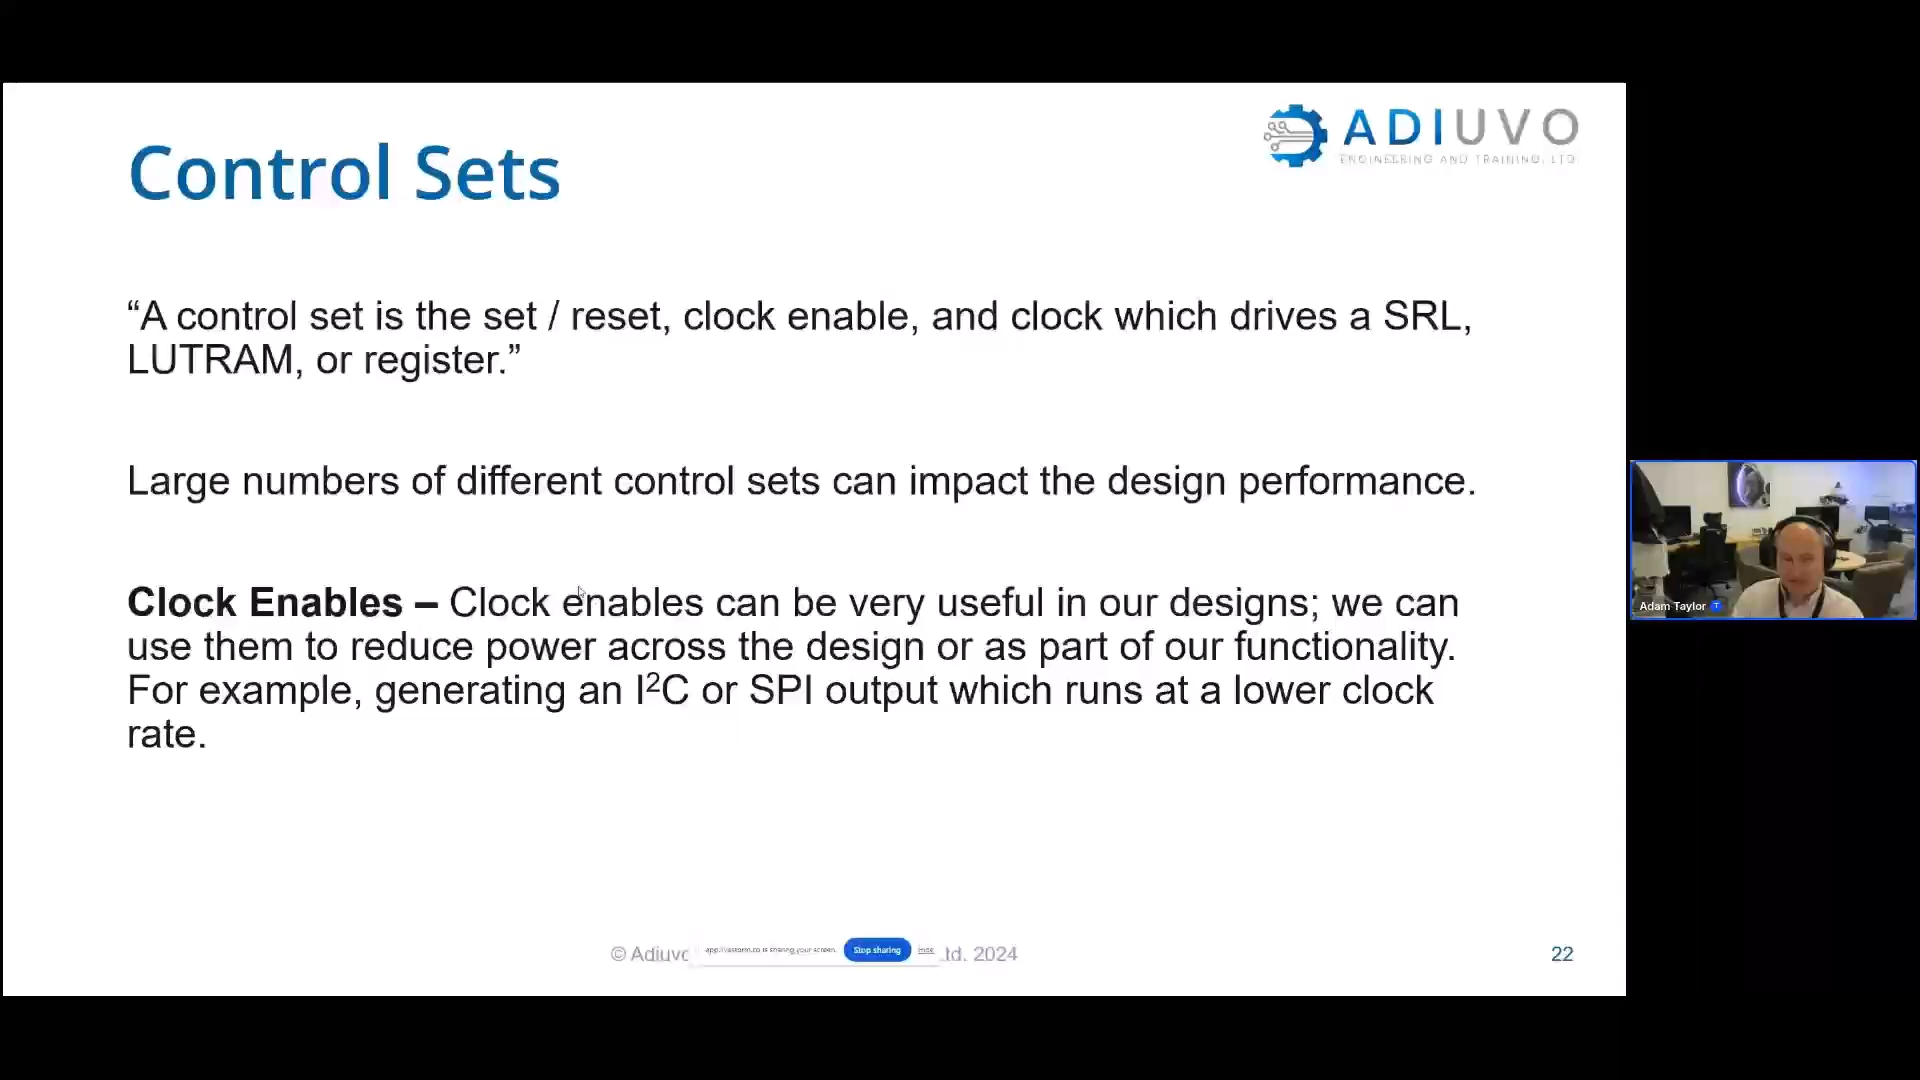 ADIUVO
ENGINEERING AND TRAINING, LTD.
Control Sets
“A control set is the set / reset, clock enable, and clock which drives a SRL,
LUTRAM, or register.”
Large numbers of different control sets can impact the design performance.
Clock Enables – Clock enables can be very useful in our designs; we can
use them to reduce power across the design or as part of our functionality.
For example, generating an I²C or SPI output which runs at a lower clock
rate.
Adam Taylor T
© Adiuvo app.livestorm.co is sharing your screen. Stop sharing Hide Ltd. 2024
22